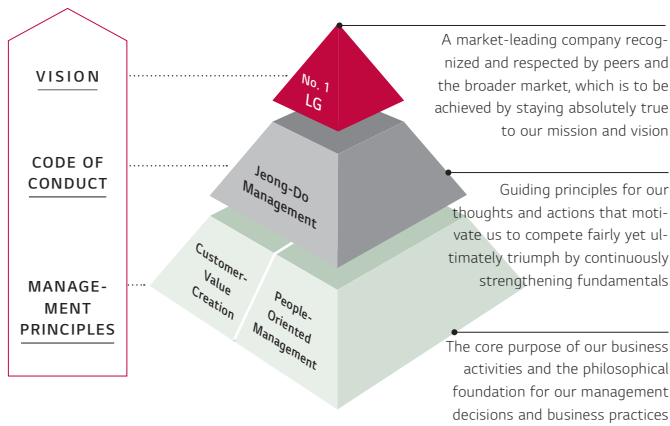 VISION
No. 1
LG
A market-leading company recog-
nized and respected by peers and
the broader market, which is to be
achieved by staying absolutely true
to our mission and vision
CODE OF
CONDUCT
Jeong-Do
Management
Guiding principles for our
thoughts and actions that moti-
vate us to compete fairly yet ul-
timately triumph by continuously
strengthening fundamentals
MANAGE-
MENT
PRINCIPLES
Customer-
Value
Creation
People-
Oriented
Management
The core purpose of our business
activities and the philosophical
foundation for our management
decisions and business practices